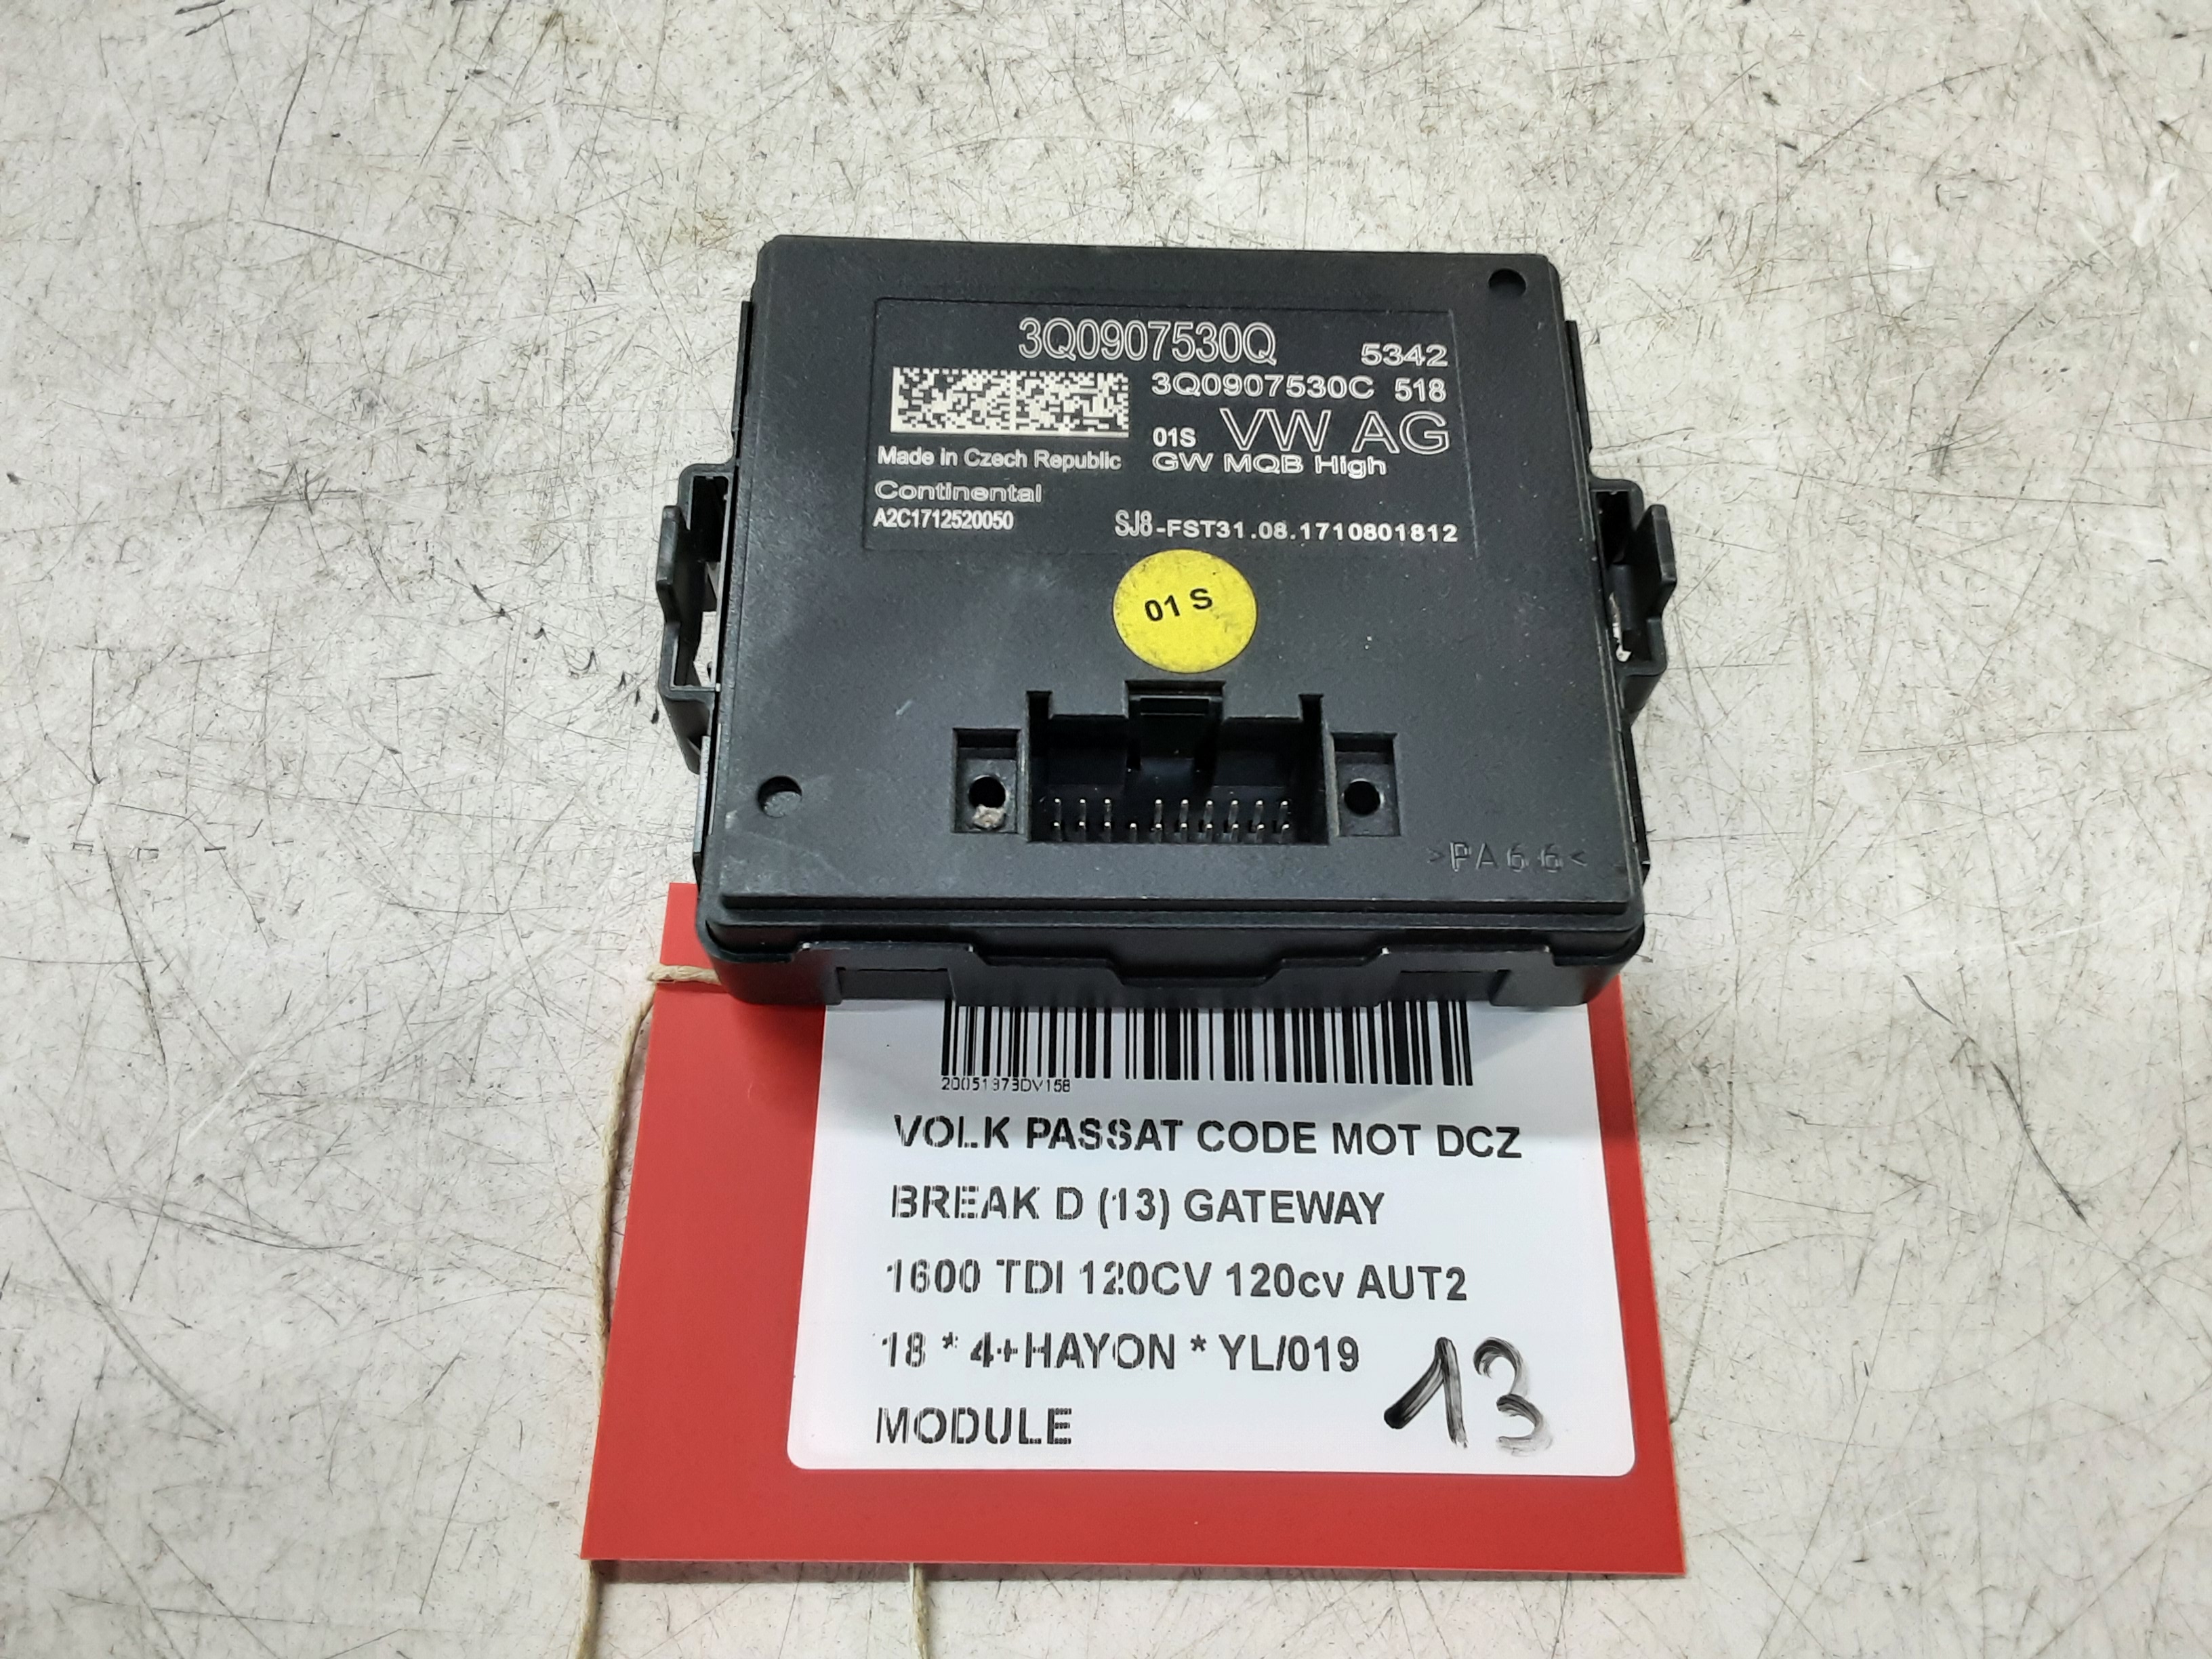 3Q0907530Q 5342
3Q0907530C 518
01S VW AG
GW MQB High
Made in Czech Republic
Continental
A2C1712520050
SJ8-FST31.08.1710801812
01 S
>PA66<
20051973DV158
VOLK PASSAT CODE MOT DCZ
BREAK D (13) GATEWAY
1600 TDI 120CV 120cv AUT2
18 * 4+HAYON * YL/019
MODULE
13